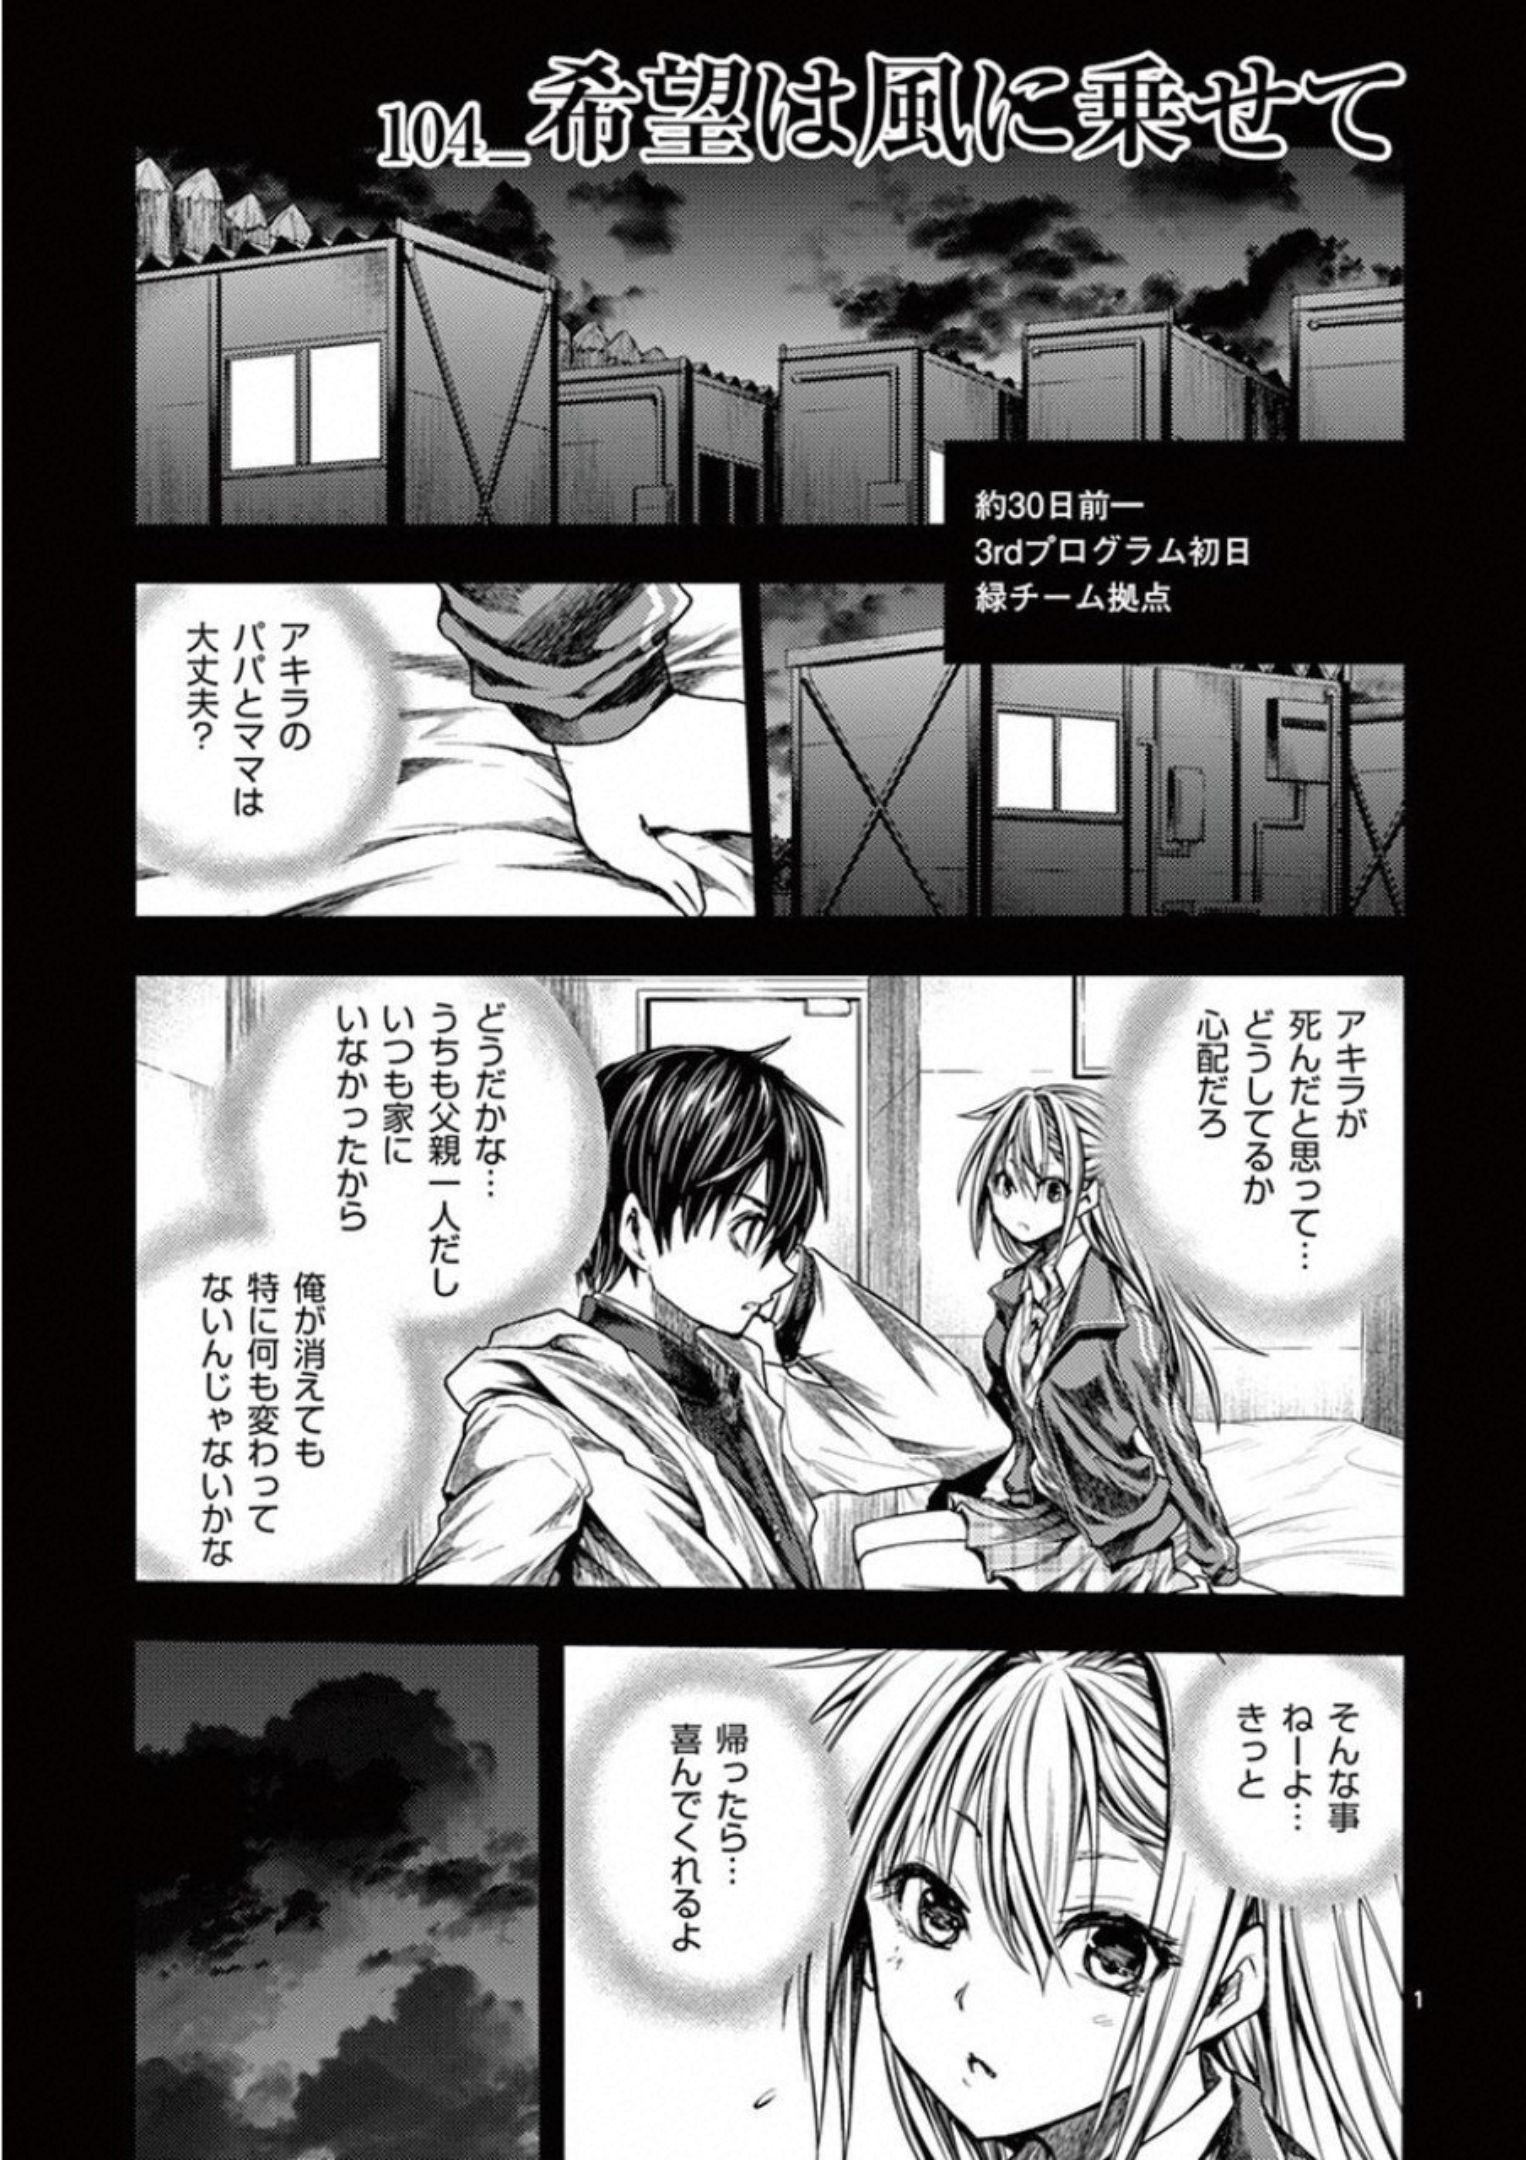 104_希望は風に乗せて
約30日前―
3rdプログラム初日
緑チーム拠点
アキラの
パパとママは
大丈夫?
アキラが
死んだと思って…
どうしてるか
心配だろ
どうだかな…
うちも父親一人だし
いつも家に
いなかったから
俺が消えても
特に何も変わって
ないんじゃないかな
そんな事
ねーよ…
きっと
帰ったら…
喜んでくれるよ
1